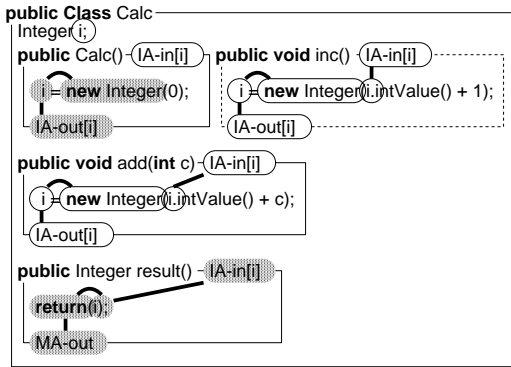 public Class Calc
Integer i;
public Calc() IA-in[i] public void inc() IA-in[i]
i = new Integer(0); i = new Integer(i.intValue() + 1);
IA-out[i] IA-out[i]
public void add(int c) IA-in[i]
i = new Integer(i.intValue() + c);
IA-out[i]
public Integer result() IA-in[i]
return(i);
MA-out